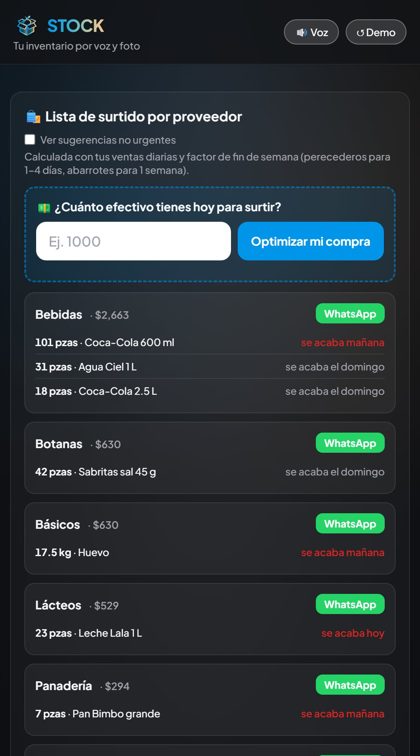 STOCK
Tu inventario por voz y foto
🔊 Voz
↺ Demo
🛍️ Lista de surtido por proveedor
Ver sugerencias no urgentes
Calculada con tus ventas diarias y factor de fin de semana (perecederos para
1–4 días, abarrotes para 1 semana).
💵 ¿Cuánto efectivo tienes hoy para surtir?
Ej. 1000
Optimizar mi compra
Bebidas · $2,663
WhatsApp
101 pzas · Coca-Cola 600 ml se acaba mañana
31 pzas · Agua Ciel 1 L se acaba el domingo
18 pzas · Coca-Cola 2.5 L se acaba el domingo
Botanas · $630
WhatsApp
42 pzas · Sabritas sal 45 g se acaba el domingo
Básicos · $630
WhatsApp
17.5 kg · Huevo se acaba mañana
Lácteos · $529
WhatsApp
23 pzas · Leche Lala 1 L se acaba hoy
Panadería · $294
WhatsApp
7 pzas · Pan Bimbo grande se acaba mañana